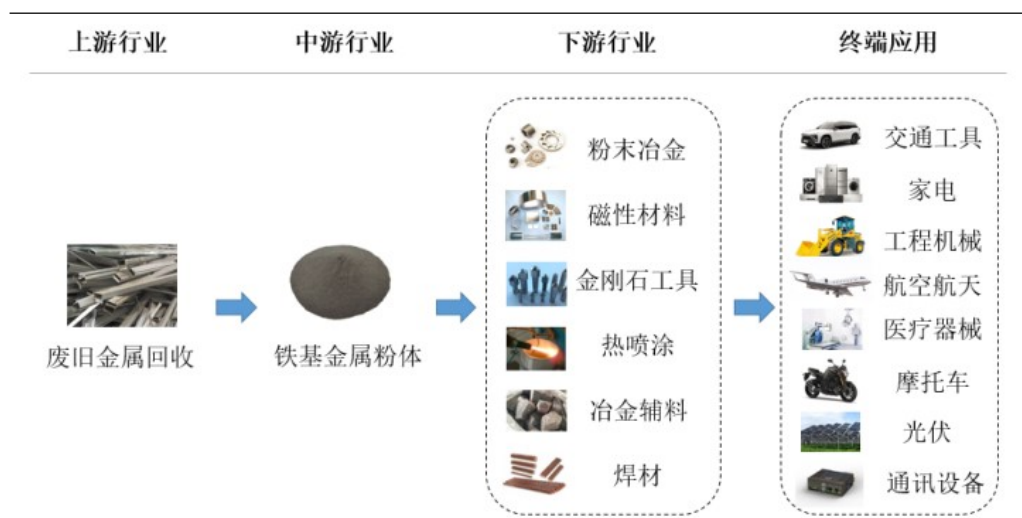 上游行业
中游行业
下游行业
终端应用
废旧金属回收
铁基金属粉体
粉末冶金
磁性材料
金刚石工具
热喷涂
冶金辅料
焊材
交通工具
家电
工程机械
航空航天
医疗器械
摩托车
光伏
通讯设备